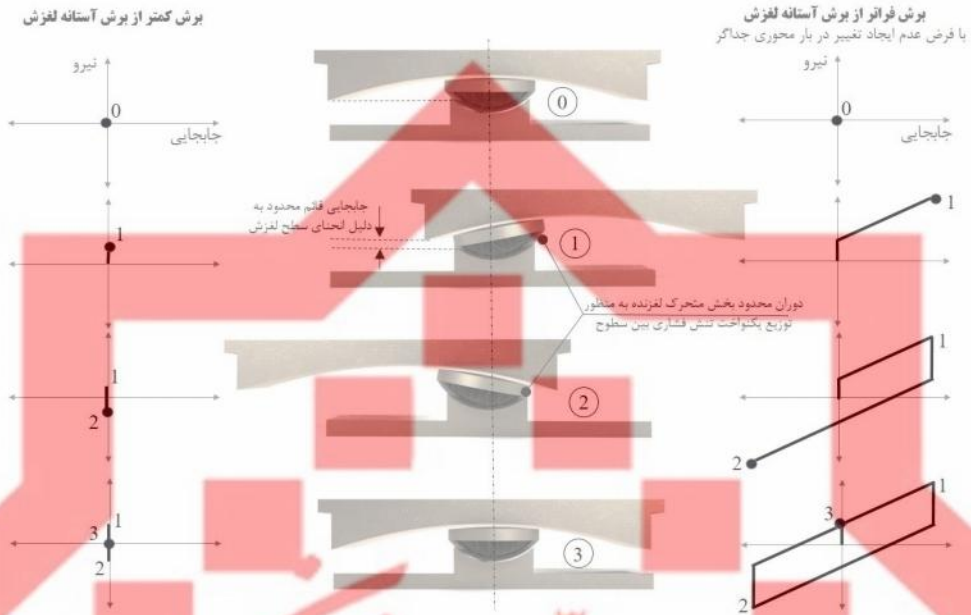 برش کمتر از برش آستانه لغزش
برش فراتر از برش آستانه لغزش
با فرض عدم ایجاد تغییر در بار محوری جداگر
نیرو
0
جابجایی
0
نیرو
0
جابجایی
1
جابجایی قائم محدود به
دلیل انحنای سطح لغزش
1
1
دوران محدود بخش متحرک لغزنده به منظور
توزیع یکنواخت تنش فشاری بین سطوح
1
2
2
1
2
1
3
2
3
1
3
2